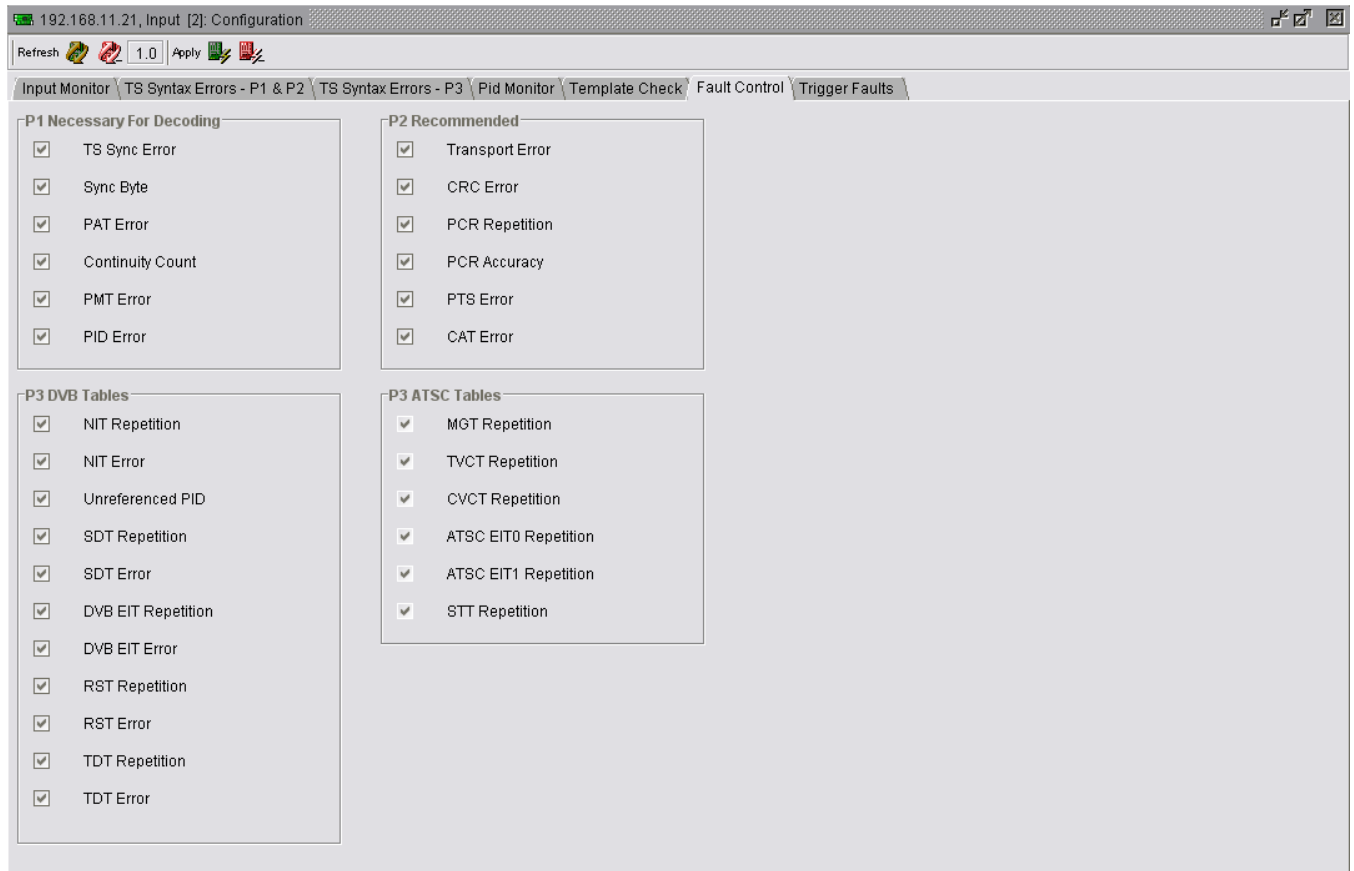 192.168.11.21, Input [2]: Configuration
Refresh 1.0 Apply
Input Monitor TS Syntax Errors - P1 & P2 TS Syntax Errors - P3 Pid Monitor Template Check Fault Control Trigger Faults
P1 Necessary For Decoding
TS Sync Error
Sync Byte
PAT Error
Continuity Count
PMT Error
PID Error
P2 Recommended
Transport Error
CRC Error
PCR Repetition
PCR Accuracy
PTS Error
CAT Error
P3 DVB Tables
NIT Repetition
NIT Error
Unreferenced PID
SDT Repetition
SDT Error
DVB EIT Repetition
DVB EIT Error
RST Repetition
RST Error
TDT Repetition
TDT Error
P3 ATSC Tables
MGT Repetition
TVCT Repetition
CVCT Repetition
ATSC EIT0 Repetition
ATSC EIT1 Repetition
STT Repetition